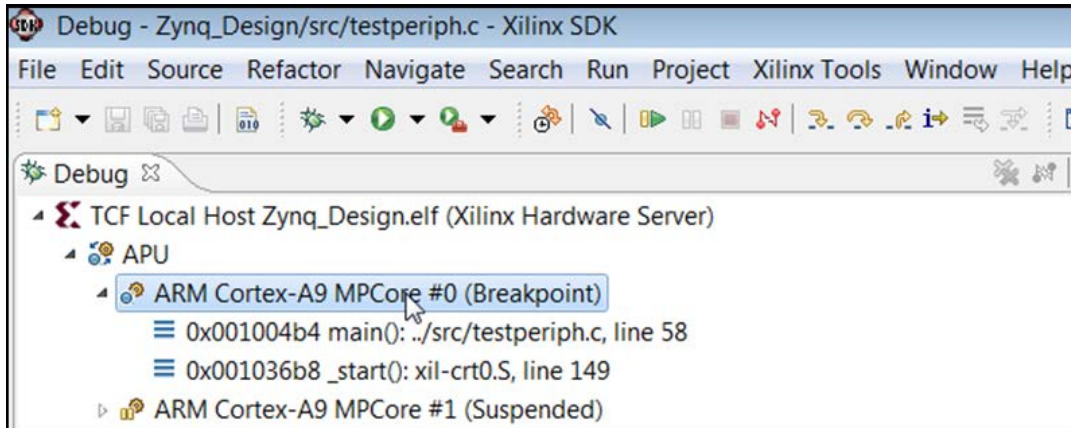 SDK Debug - Zynq_Design/src/testperiph.c - Xilinx SDK
File Edit Source Refactor Navigate Search Run Project Xilinx Tools Window Help
010 i
Debug
TCF Local Host Zynq_Design.elf (Xilinx Hardware Server)
APU
ARM Cortex-A9 MPCore #0 (Breakpoint)
0x001004b4 main(): ../src/testperiph.c, line 58
0x001036b8 _start(): xil-crt0.S, line 149
ARM Cortex-A9 MPCore #1 (Suspended)